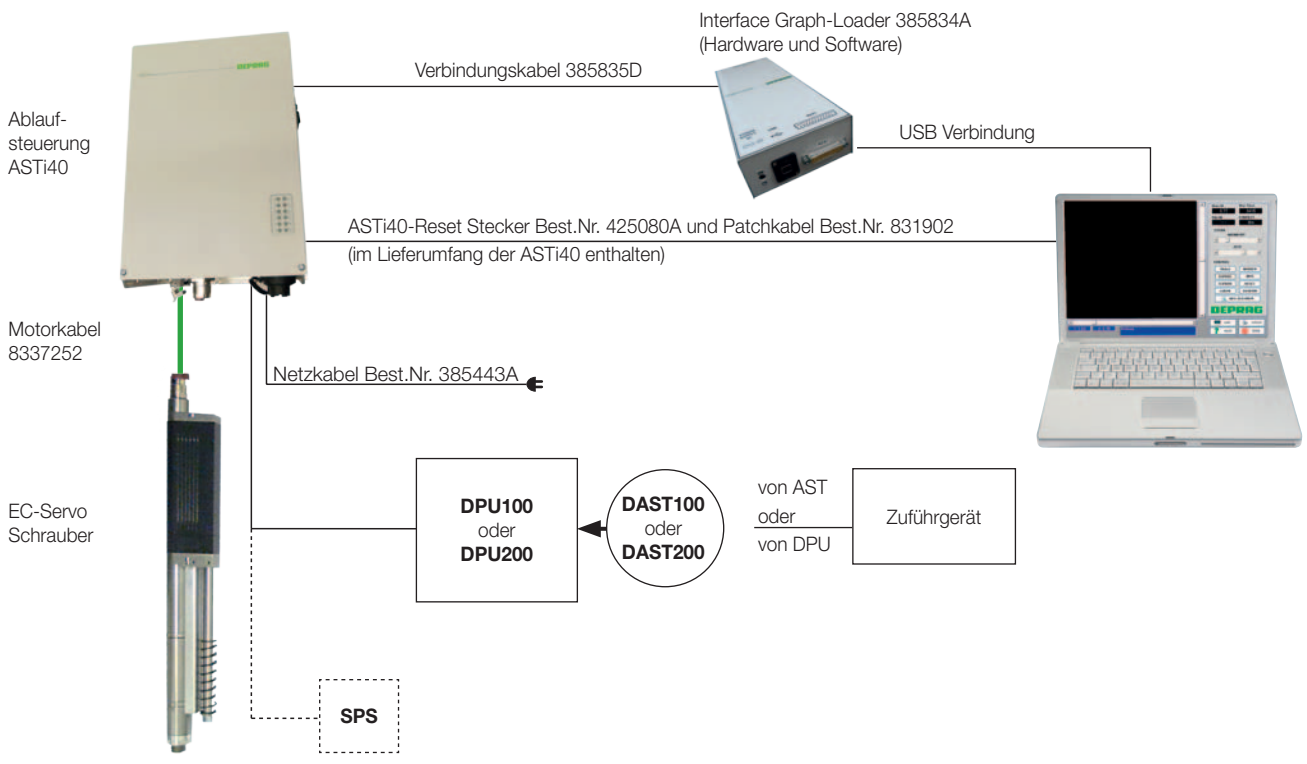 Interface Graph-Loader 385834A
(Hardware und Software)
DEPRAG
Verbindungskabel 385835D
Ablauf-
steuerung
ASTi40
USB Verbindung
ASTi40-Reset Stecker Best.Nr. 425080A und Patchkabel Best.Nr. 831902
(im Lieferumfang der ASTi40 enthalten)
DEPRAG
Motorkabel
8337252
Netzkabel Best.Nr. 385443A
EC-Servo
Schrauber
DPU100
oder
DPU200
DAST100
oder
DAST200
von AST
oder
von DPU
Zuführgerät
SPS